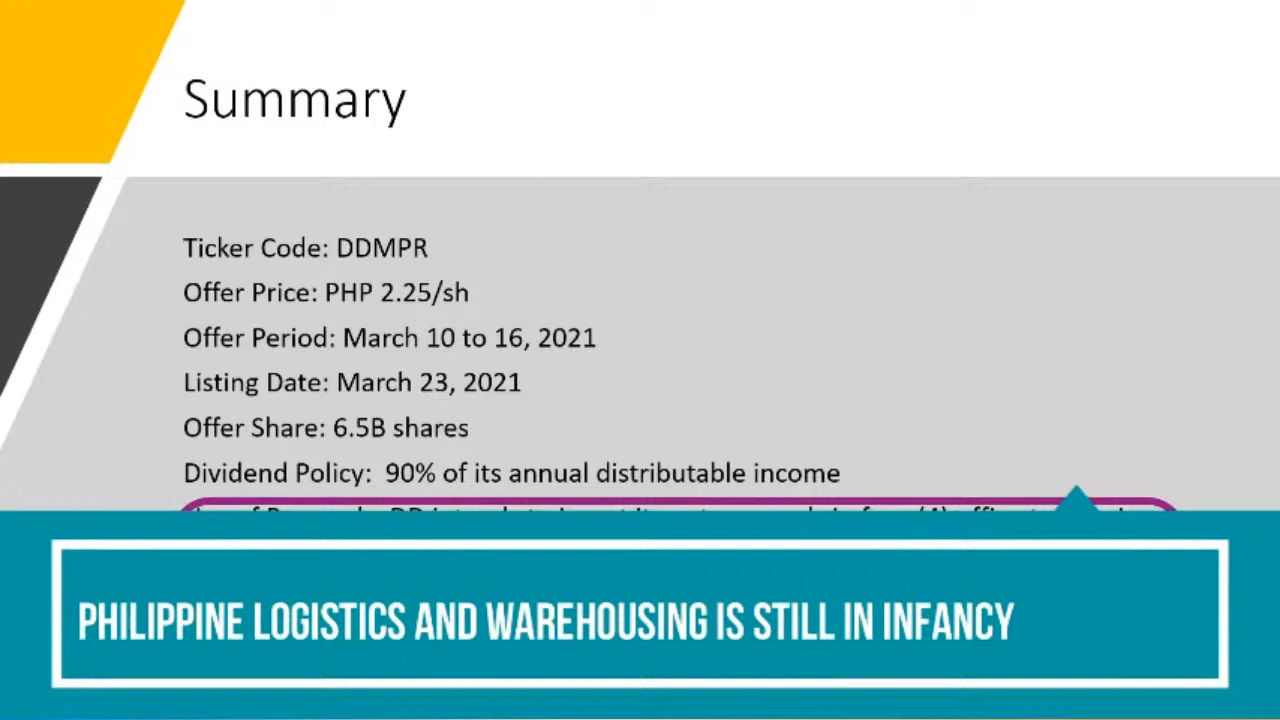 Summary
Ticker Code: DDMPR
Offer Price: PHP 2.25/sh
Offer Period: March 10 to 16, 2021
Listing Date: March 23, 2021
Offer Share: 6.5B shares
Dividend Policy:  90% of its annual distributable income
PHILIPPINE LOGISTICS AND WAREHOUSING IS STILL IN INFANCY